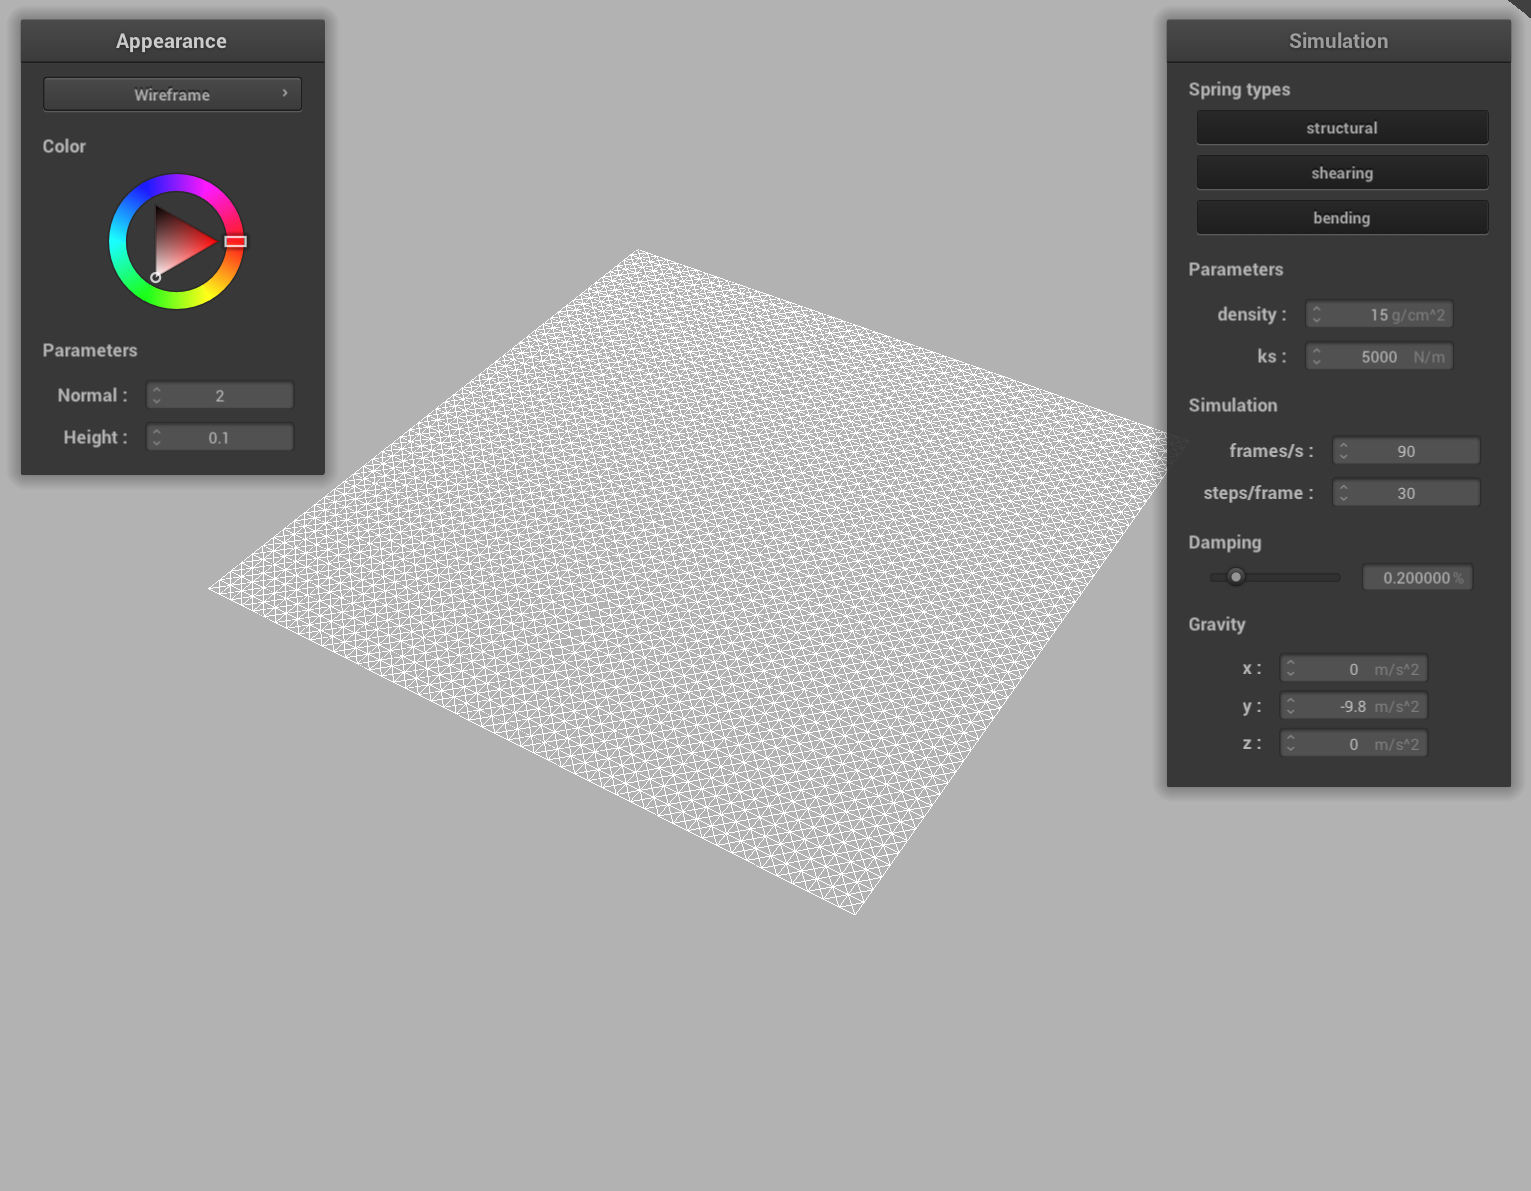 Appearance
Wireframe ›
Color
Parameters
Normal : 2
Height : 0.1
Simulation
Spring types
structural
shearing
bending
Parameters
density : 15 g/cm^2
ks : 5000 N/m
Simulation
frames/s : 90
steps/frame : 30
Damping
0.200000 %
Gravity
x : 0 m/s^2
y : -9.8 m/s^2
z : 0 m/s^2